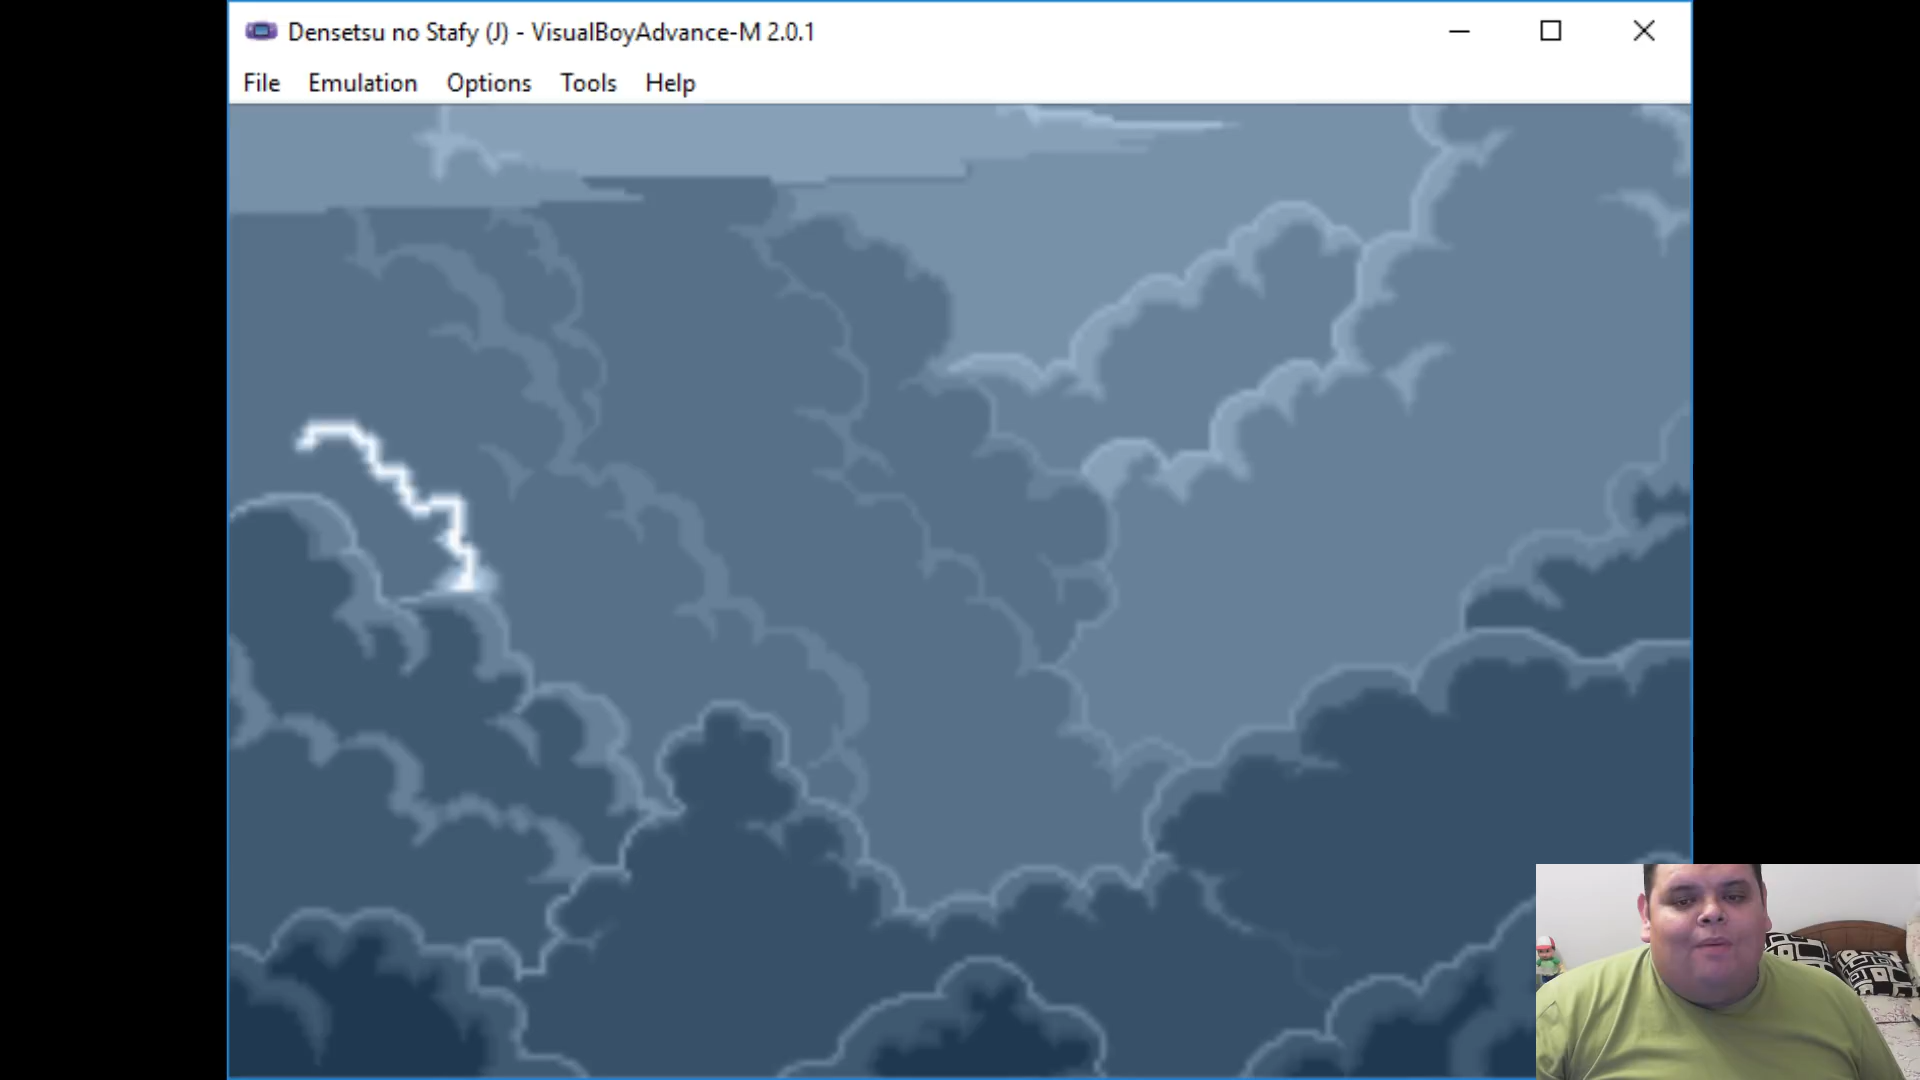 Densetsu no Stafy (J) - VisualBoyAdvance-M 2.0.1
File Emulation Options Tools Help